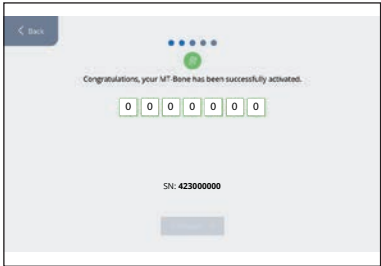 Back
Congratulations, your MT-Bone has been successfully activated.
0 0 0 0 0 0 0
SN: 423000000